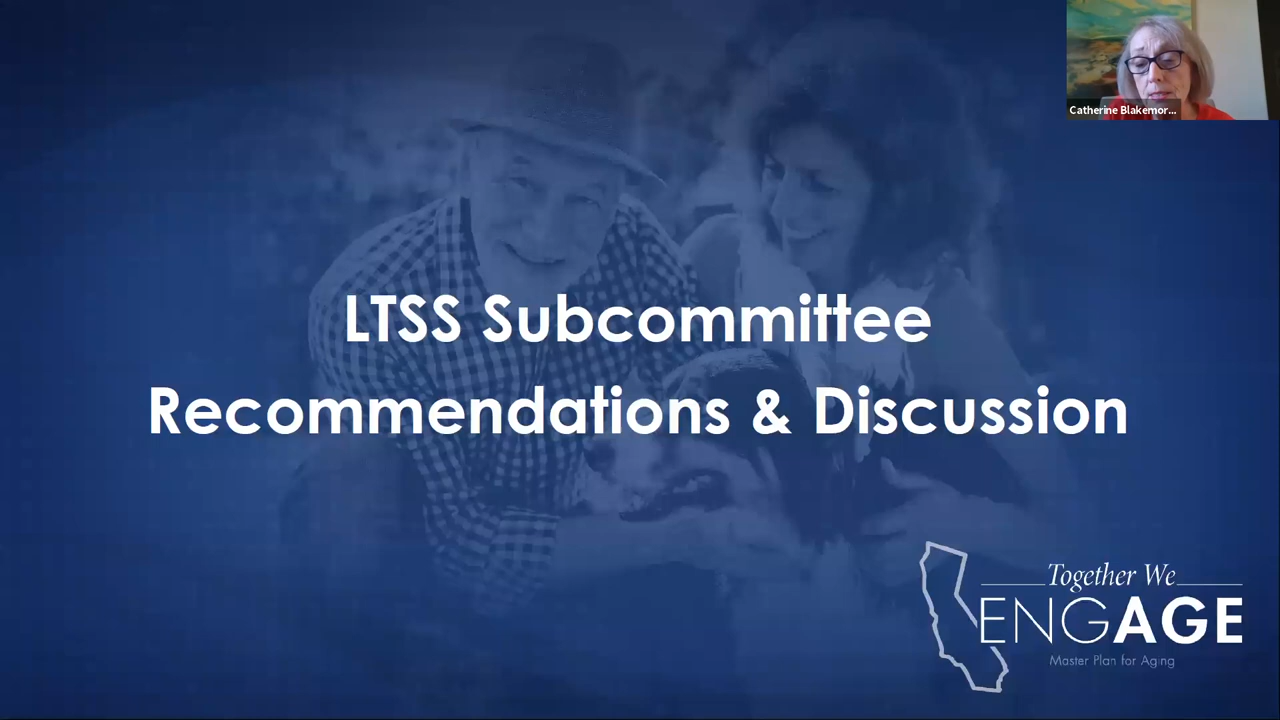 Catherine Blakemor...
LTSS Subcommittee
Recommendations & Discussion
Together We
ENGAGE
Master Plan for Aging